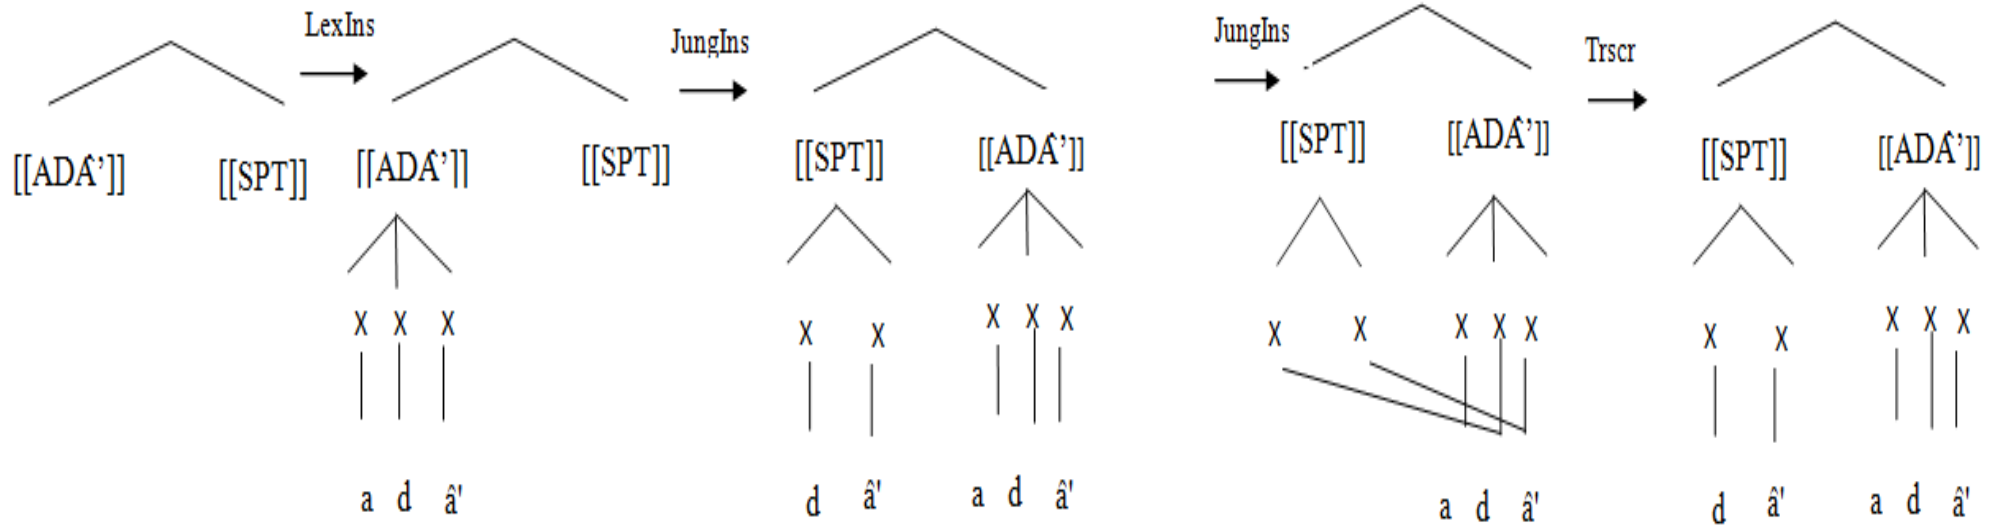 LexIns JungIns JungIns Trscr
[[ADÂ’]] [[SPT]] [[ADÂ’]] [[SPT]] [[SPT]] [[ADÂ’]] [[SPT]] [[ADÂ’]] [[SPT]] [[ADÂ’]]
X X X X X X X X X X X X X X X X X X
a d â' d â' a d â' a d â' d â' a d â'